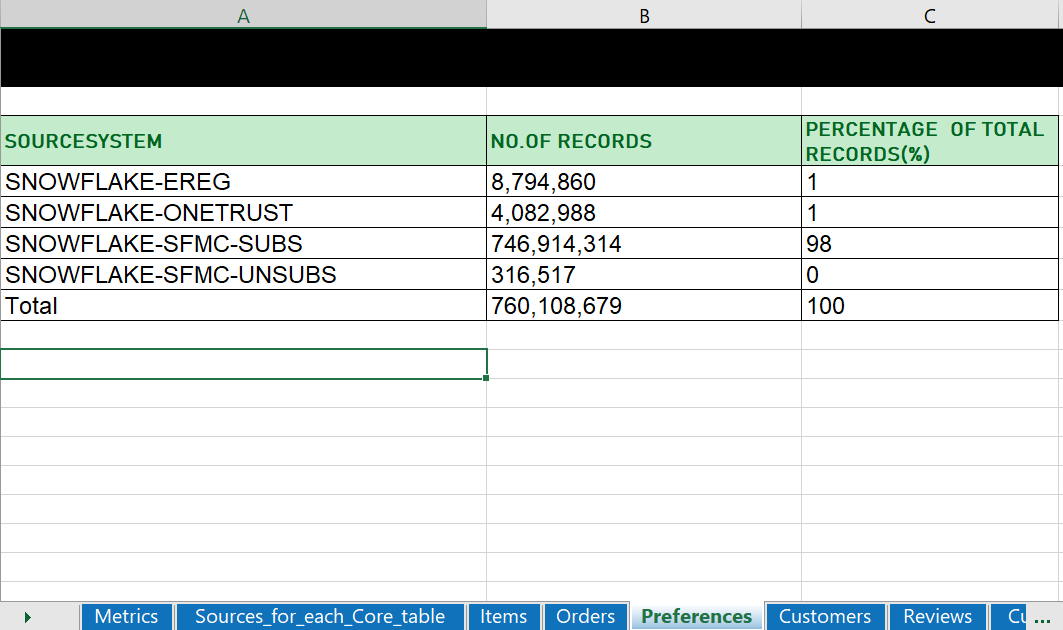 A B C
SOURCESYSTEM NO.OF RECORDS PERCENTAGE OF TOTAL
RECORDS(%)
SNOWFLAKE-EREG 8,794,860 1
SNOWFLAKE-ONETRUST 4,082,988 1
SNOWFLAKE-SFMC-SUBS 746,914,314 98
SNOWFLAKE-SFMC-UNSUBS 316,517 0
Total 760,108,679 100
Metrics Sources_for_each_Core_table Items Orders Preferences Customers Reviews ...